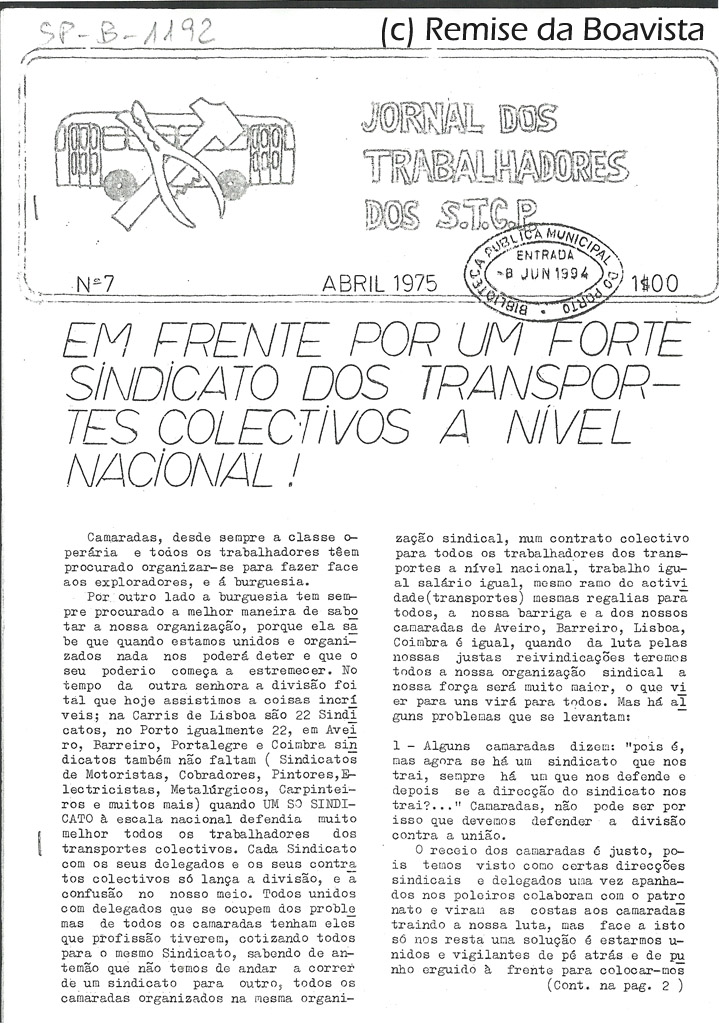 SP-B-1192
(c) Remise da Boavista
JORNAL DOS
TRABALHADORES
DOS S.T.C.P.
Nº7
ABRIL 1975
BIBLIOTECA PÚBLICA MUNICIPAL DO PORTO
ENTRADA
-8 JUN 1994
1$00
EM FRENTE POR UM FORTE
SINDICATO DOS TRANSPOR-
TES COLECTIVOS A NÍVEL
NACIONAL!
Camaradas, desde sempre a classe o-
perária e todos os trabalhadores têem
procurado organizar-se para fazer face
aos exploradores, e á burguesia.
Por outro lado a burguesia tem sem-
pre procurado a melhor maneira de sabo
tar a nossa organização, porque ela sa
be que quando estamos unidos e organi-
zados nada nos poderá deter e que o
seu poderio começa a estremecer. No
tempo da outra senhora a divisão foi
tal que hoje assistimos a coisas incrí
veis; na Carris de Lisboa são 22 Sindi
catos, no Porto igualmente 22, em Avei
ro, Barreiro, Portalegre e Coimbra sin
dicatos também não faltam ( Sindicatos
de Motoristas, Cobradores, Pintores,E-
lectricistas, Metalúrgicos, Carpintei-
ros e muitos mais) quando UM SO SINDI-
CATO à escala nacional defendia muito
melhor todos os trabalhadores dos
transportes colectivos. Cada Sindicato
com os seus delegados e os seus contra
tos colectivos só lança a divisão, e a
confusão no nosso meio. Todos unidos
com delegados que se ocupem dos proble
mas de todos os camaradas tenham eles
que profissão tiverem, cotizando todos
para o mesmo Sindicato, sabendo de an-
temão que não temos de andar a correr
de um sindicato para outro, todos os
camaradas organizados na mesma organi-
zação sindical, num contrato colectivo
para todos os trabalhadores dos trans-
portes a nível nacional, trabalho igu-
al salário igual, mesmo ramo de activi
dade(transportes) mesmas regalias para
todos, a nossa barriga e a dos nossos
camaradas de Aveiro, Barreiro, Lisboa,
Coimbra é igual, quando da luta pelas
nossas justas reivindicações teremos
todos a nossa organização sindical a
nossa força será muito maior, o que vi
er para uns virá para todos. Mas há al
guns problemas que se levantam:
1 - Alguns camaradas dizem: "pois é,
mas agora se há um sindicato que nos
trai, sempre há um que nos defende e
depois se a direcção do sindicato nos
trai?..." Camaradas, não pode ser por
isso que devemos defender a divisão
contra a união.
O receio dos camaradas é justo, po-
is temos visto como certas direcções
sindicais e delegados uma vez apanha-
dos nos poleiros colaboram com o patro
nato e viram as costas aos camaradas
traindo a nossa luta, mas face a isto
só nos resta uma solução é estarmos u-
nidos e vigilantes de pé atrás e de pu
nho erguido à frente para colocar-mos
(Cont. na pag. 2 )